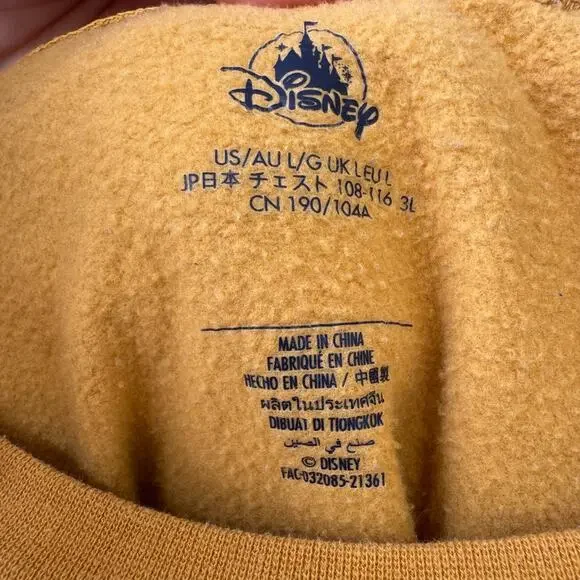 Disney
US/AU L/G UK L EU L
JP日本 チェスト 108-116 3L
CN 190/104A
MADE IN CHINA
FABRIQUÉ EN CHINE
HECHO EN CHINA / 中國製
ผลิตในประเทศจีน
DIBUAT DI TIONGKOK
صنع في الصين
© DISNEY
FAC-032085-21361